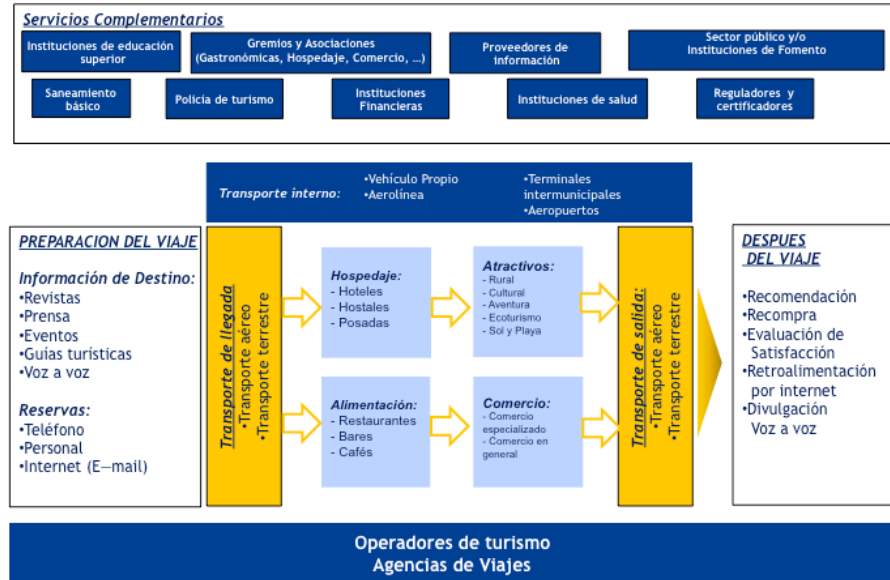 Servicios Complementarios
Instituciones de educación
superior
Gremios y Asociaciones
(Gastronómicas, Hospedaje, Comercio, ...)
Proveedores de
información
Sector público y/o
Instituciones de Fomento
Saneamiento
básico
Policía de turismo
Instituciones
Financieras
Instituciones de salud
Reguladores y
certificadores
Transporte interno:
•Vehículo Propio
•Aerolínea
•Terminales
intermunicipales
•Aeropuertos
PREPARACION DEL VIAJE
Información de Destino:
•Revistas
•Prensa
•Eventos
•Guías turísticas
•Voz a voz
Reservas:
•Teléfono
•Personal
•Internet (E—mail)
Transporte de llegada
•Transporte aéreo
•Transporte terrestre
Hospedaje:
- Hoteles
- Hostales
- Posadas
Atractivos:
- Rural
- Cultural
- Aventura
- Ecoturismo
- Sol y Playa
Alimentación:
- Restaurantes
- Bares
- Cafés
Comercio:
- Comercio
especializado
- Comercio en
general
Transporte de salida:
•Transporte aéreo
•Transporte terrestre
DESPUES
DEL VIAJE
•Recomendación
•Recompra
•Evaluación de
Satisfacción
•Retroalimentación
por internet
•Divulgación
Voz a voz
Operadores de turismo
Agencias de Viajes